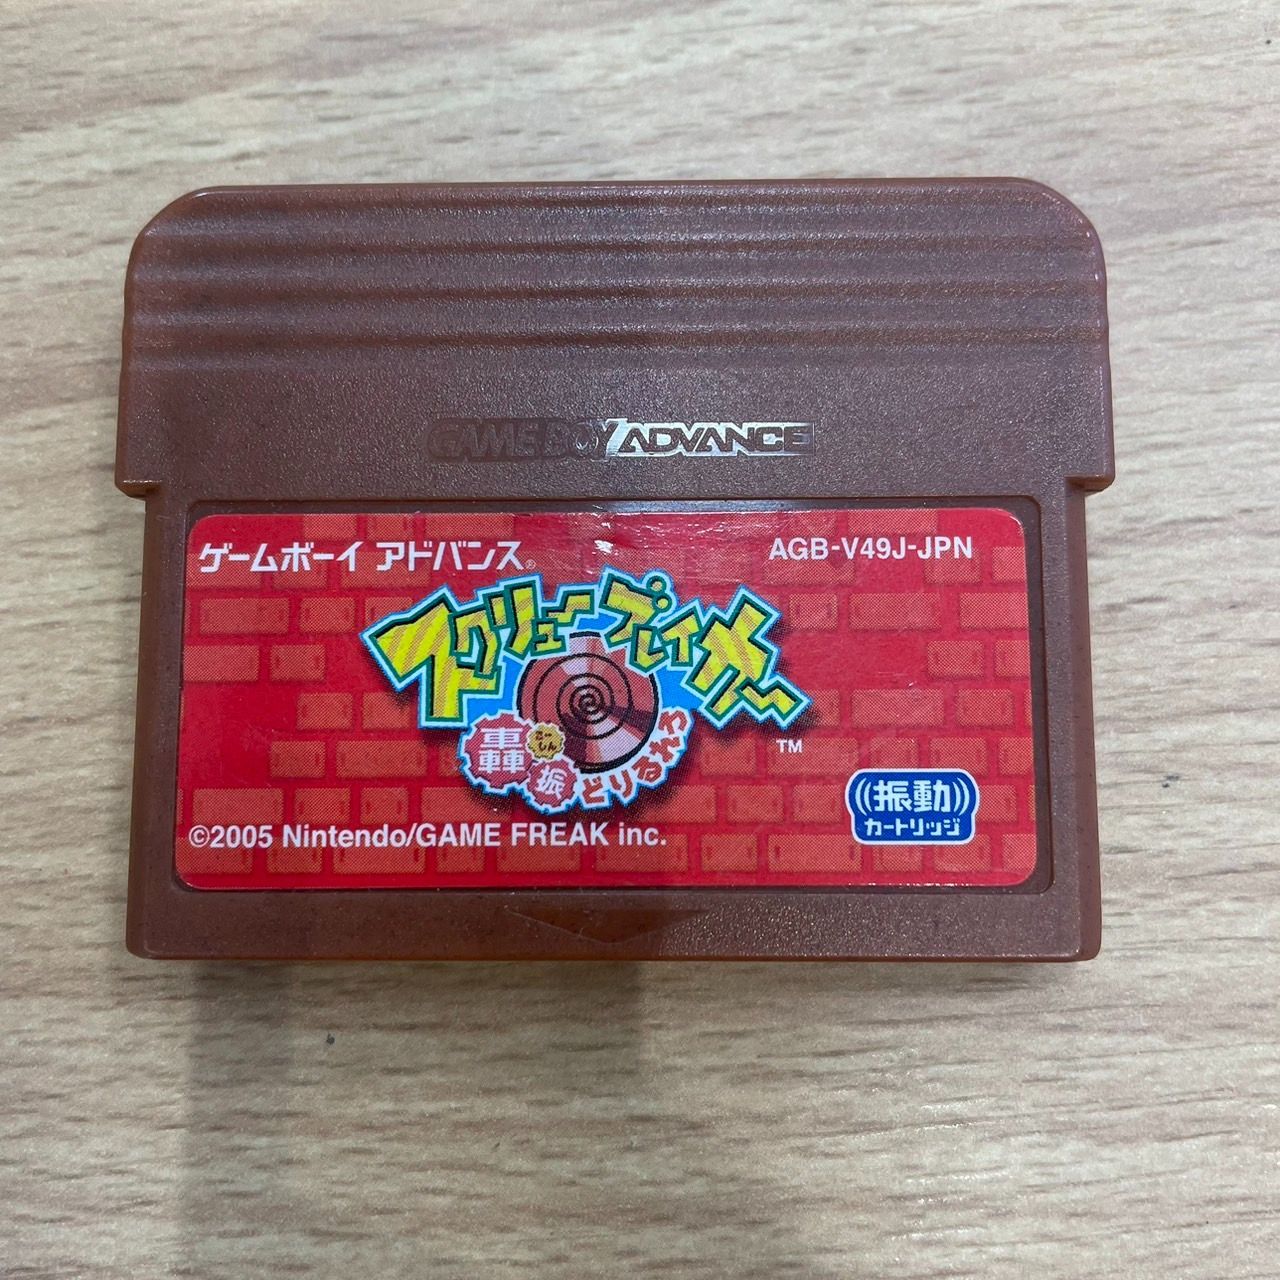 GAME BOY ADVANCE
ゲームボーイ アドバンス®
AGB-V49J-JPN
スクリューブレイカー
轟振どりるれろ
ごーしん
TM
振動
カートリッジ
©2005 Nintendo/GAME FREAK inc.